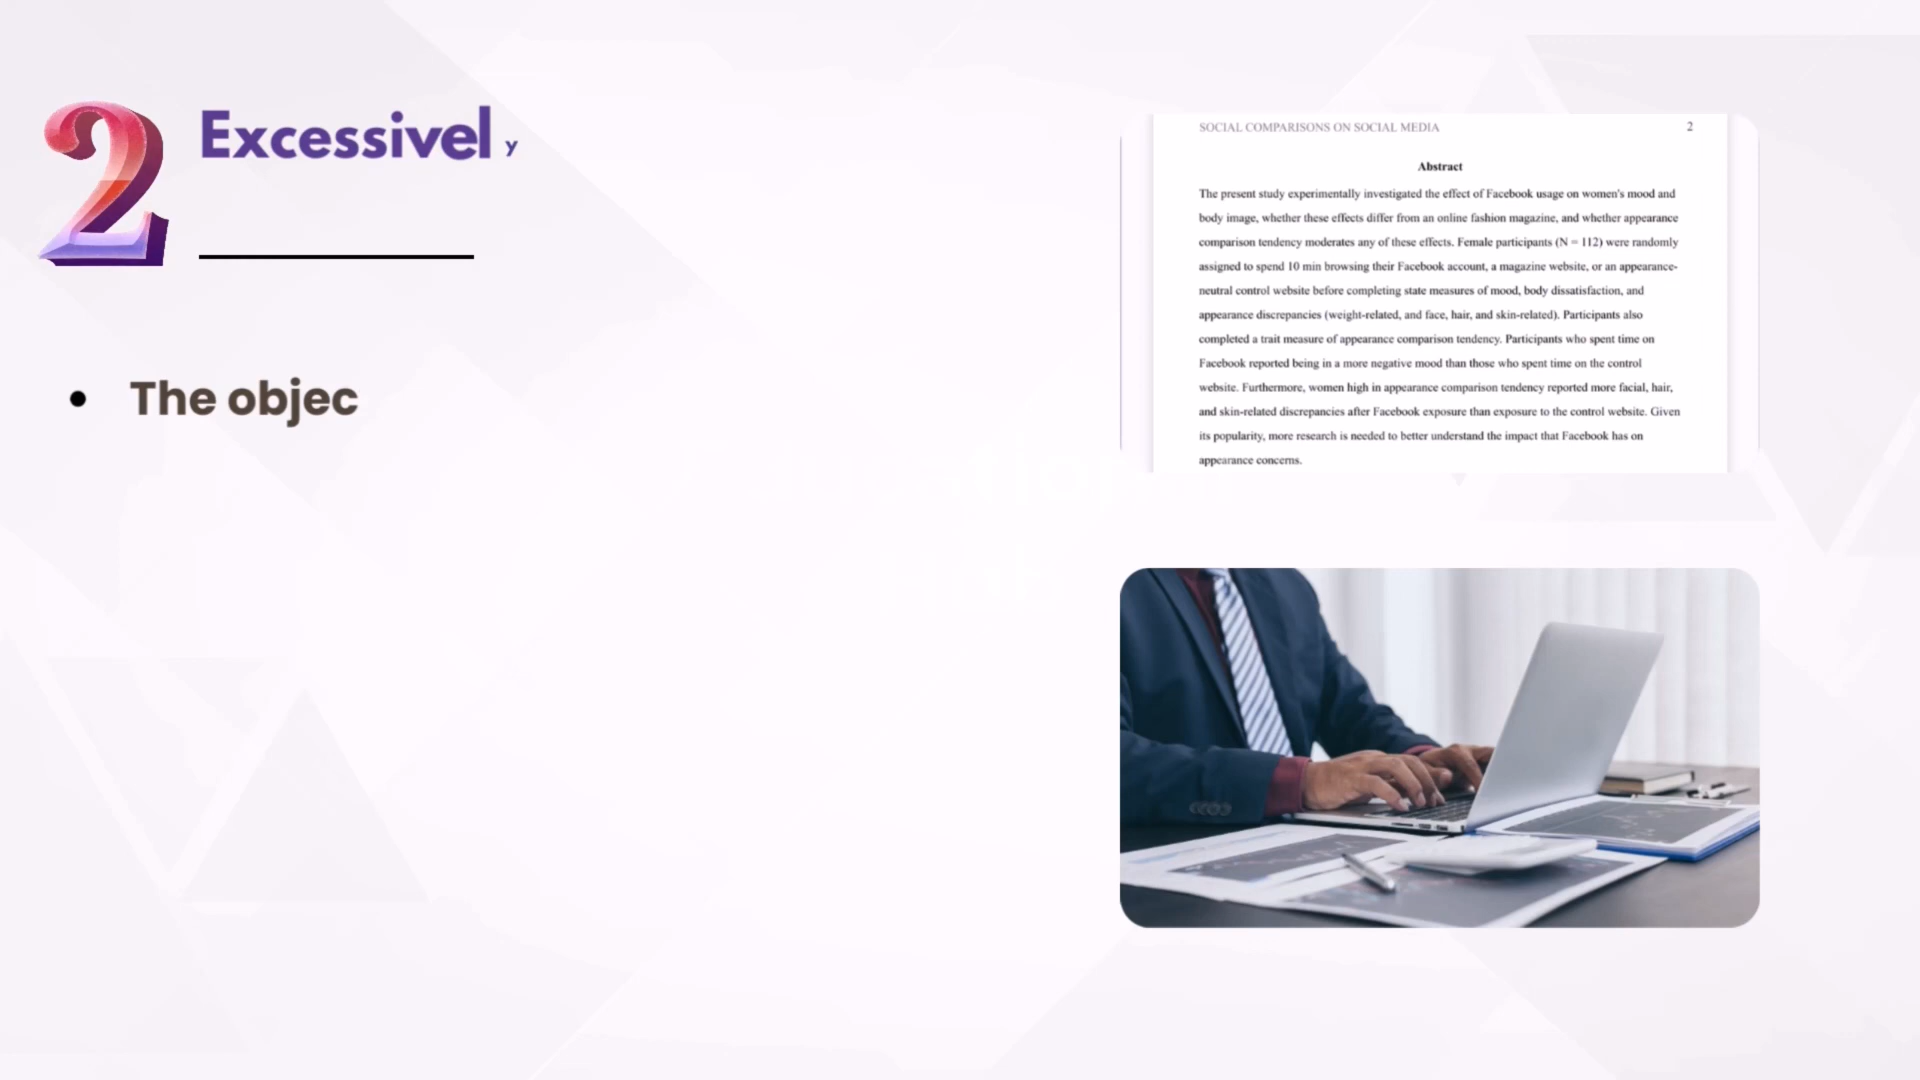 2
Excessively
The objec
SOCIAL COMPARISONS ON SOCIAL MEDIA 2
Abstract
The present study experimentally investigated the effect of Facebook usage on women's mood and
body image, whether these effects differ from an online fashion magazine, and whether appearance
comparison tendency moderates any of these effects. Female participants (N = 112) were randomly
assigned to spend 10 min browsing their Facebook account, a magazine website, or an appearance-
neutral control website before completing state measures of mood, body dissatisfaction, and
appearance discrepancies (weight-related, and face, hair, and skin-related). Participants also
completed a trait measure of appearance comparison tendency. Participants who spent time on
Facebook reported being in a more negative mood than those who spent time on the control
website. Furthermore, women high in appearance comparison tendency reported more facial, hair,
and skin-related discrepancies after Facebook exposure than exposure to the control website. Given
its popularity, more research is needed to better understand the impact that Facebook has on
appearance concerns.